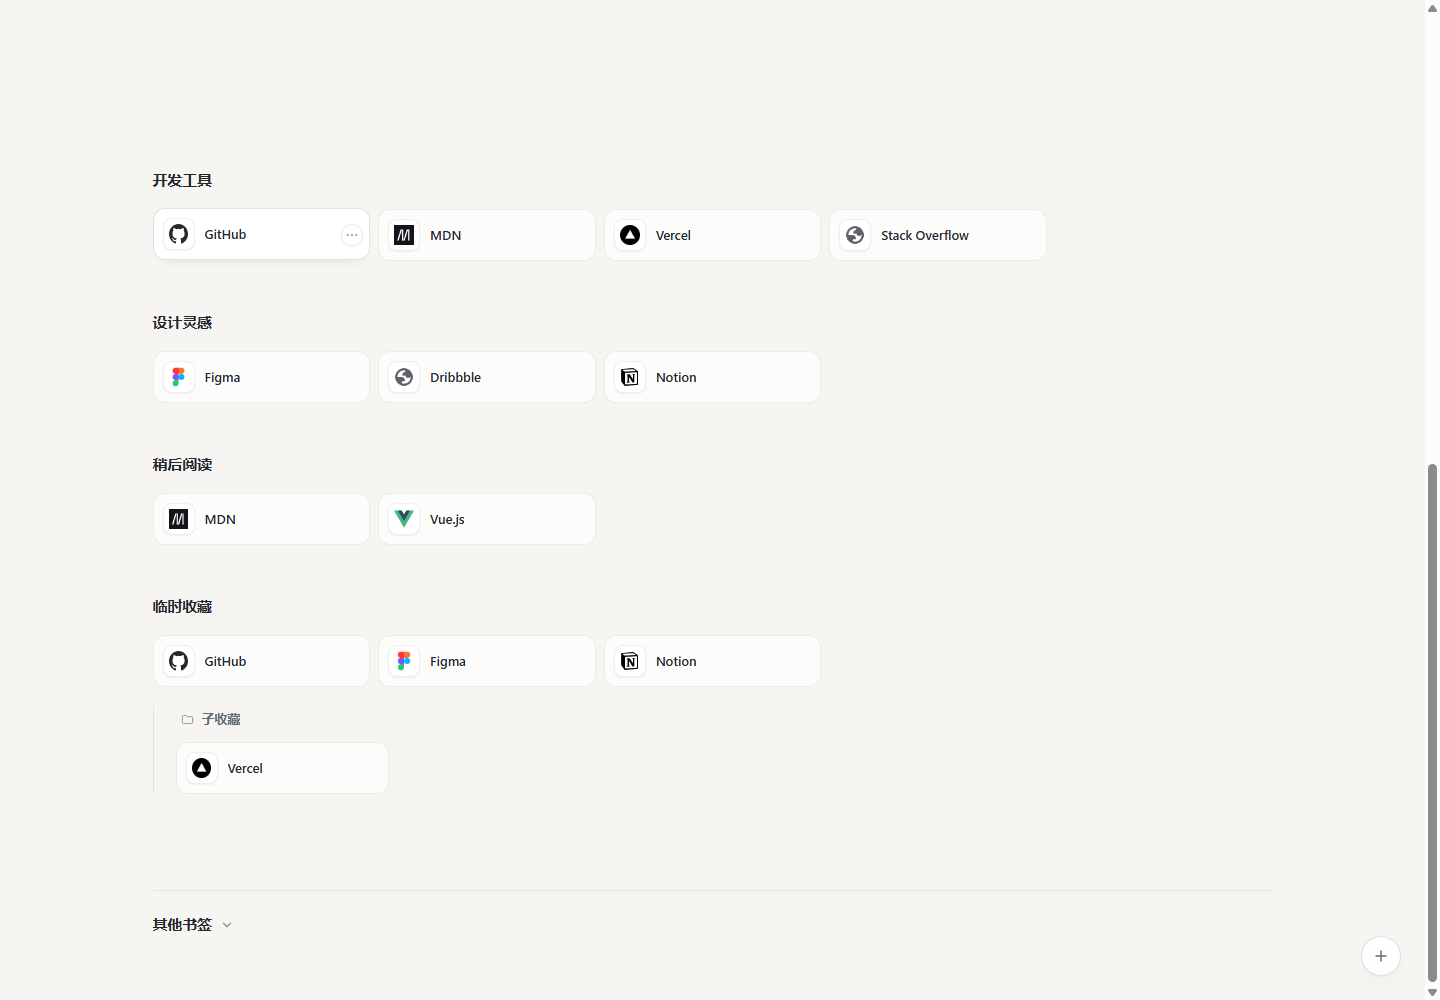 开发工具
GitHub
MDN
Vercel
Stack Overflow
设计灵感
Figma
Dribbble
Notion
稍后阅读
MDN
Vue.js
临时收藏
GitHub
Figma
Notion
子收藏
Vercel
其他书签